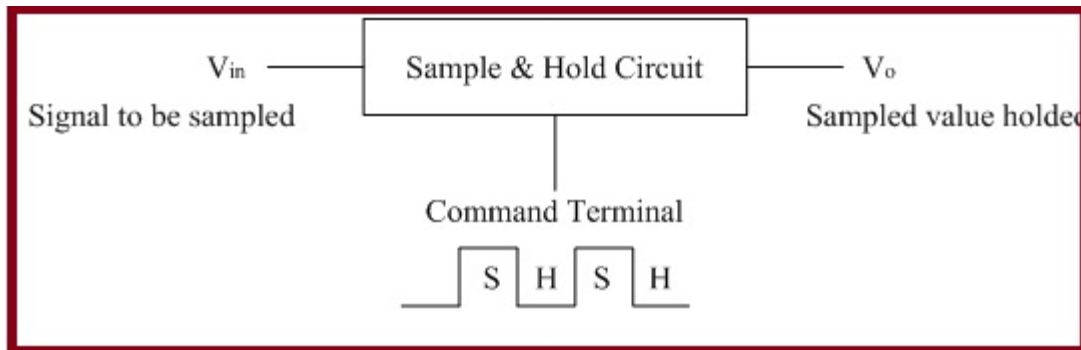 Vin Sample & Hold Circuit Vo
Signal to be sampled Sampled value holded
Command Terminal
S H S H